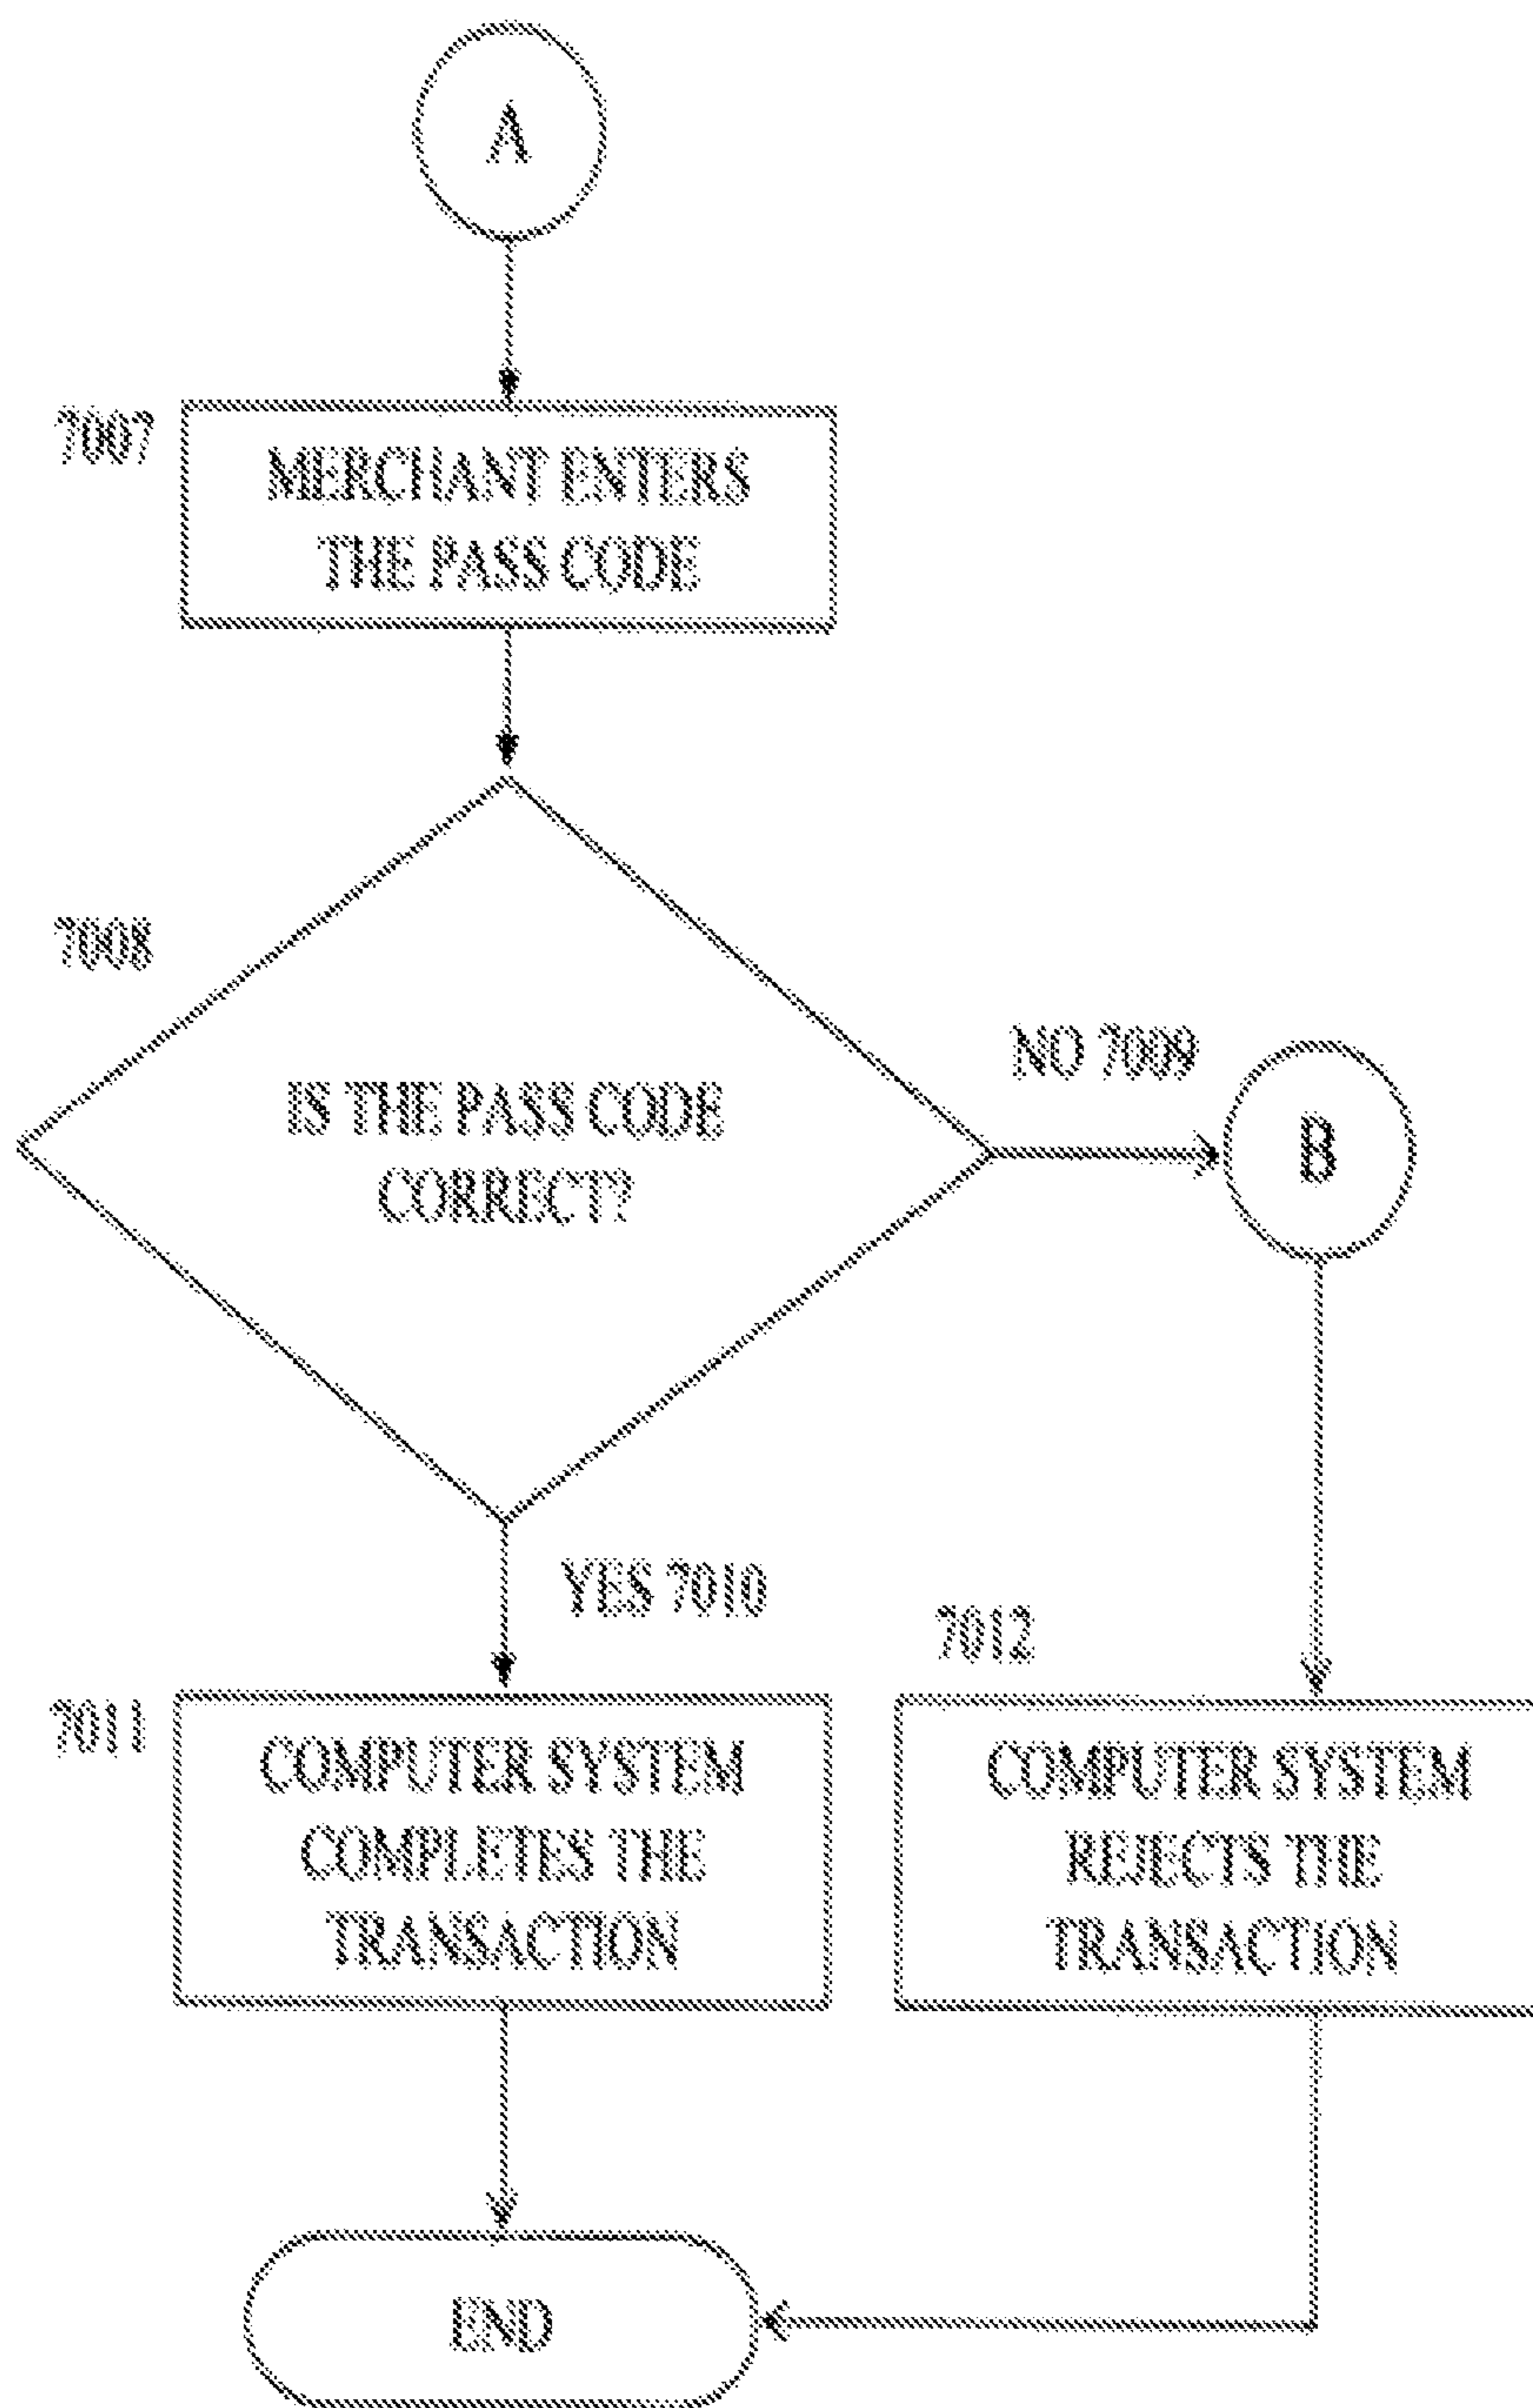 A
7007
MERCHANT ENTERS
THE PASS CODE
7008
IS THE PASS CODE
CORRECT?
NO 7009
B
YES 7010
7011
COMPUTER SYSTEM
COMPLETES THE
TRANSACTION
7012
COMPUTER SYSTEM
REJECTS THE
TRANSACTION
END